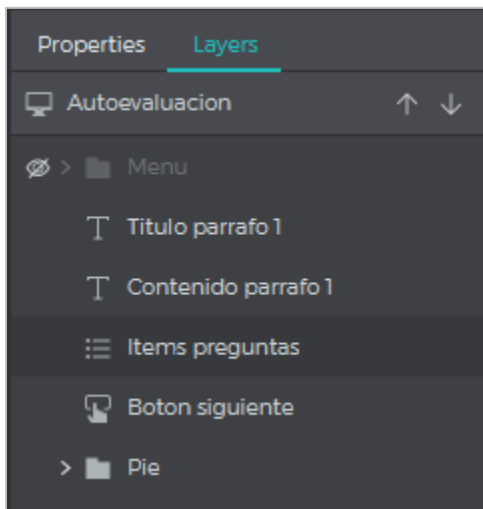 Properties Layers
Autoevaluacion
Menu
Titulo parrafo 1
Contenido parrafo 1
Items preguntas
Boton siguiente
Pie